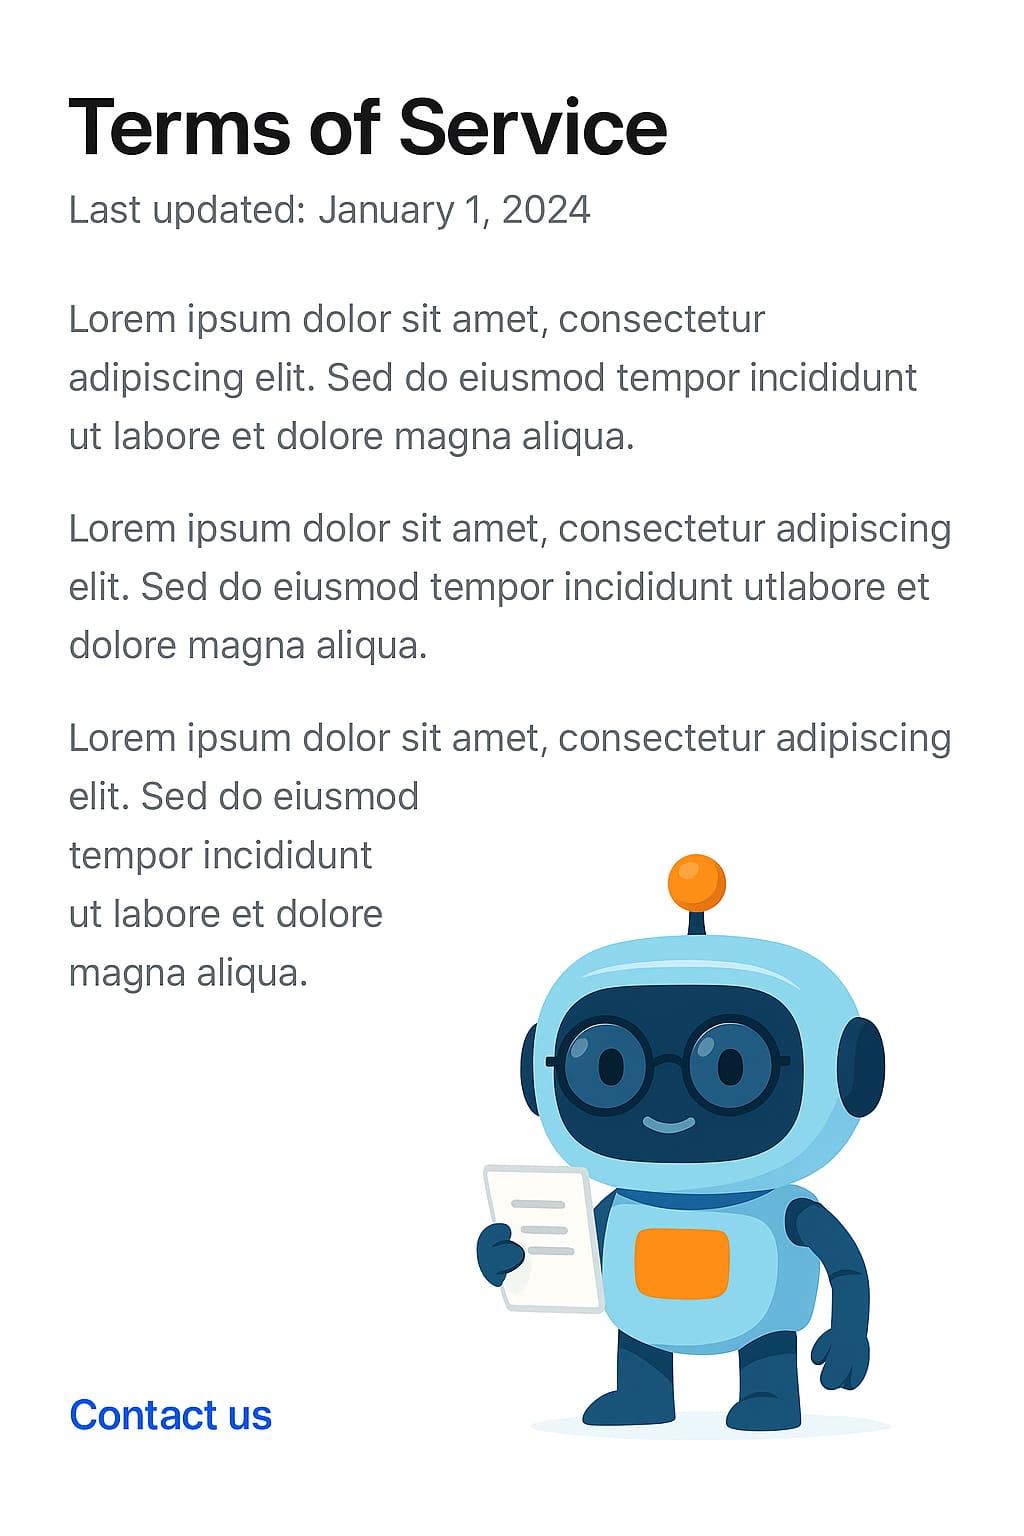 Terms of Service
Last updated: January 1, 2024
Lorem ipsum dolor sit amet, consectetur
adipiscing elit. Sed do eiusmod tempor incididunt
ut labore et dolore magna aliqua.
Lorem ipsum dolor sit amet, consectetur adipiscing
elit. Sed do eiusmod tempor incididunt utlabore et
dolore magna aliqua.
Lorem ipsum dolor sit amet, consectetur adipiscing
elit. Sed do eiusmod
tempor incididunt
ut labore et dolore
magna aliqua.
Contact us